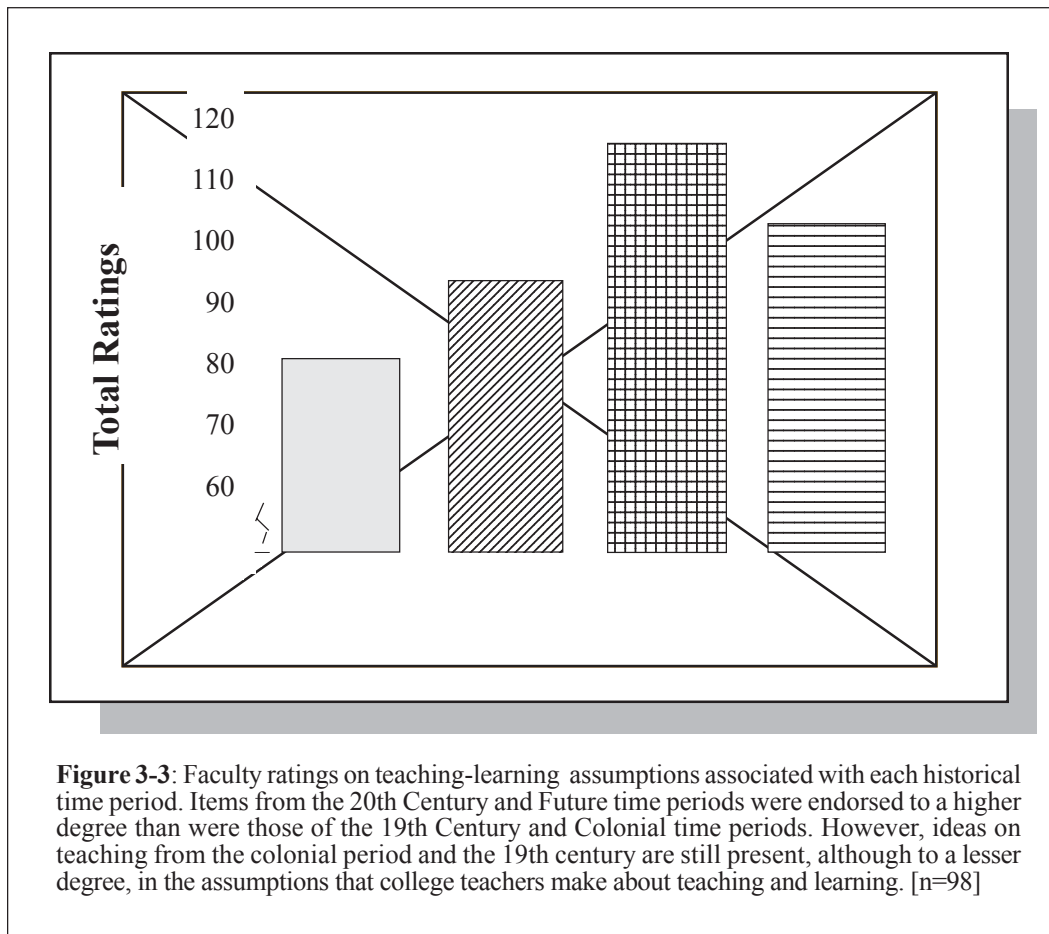 Total Ratings
120
110
100
90
80
70
60
Figure 3-3: Faculty ratings on teaching-learning assumptions associated with each historical
time period. Items from the 20th Century and Future time periods were endorsed to a higher
degree than were those of the 19th Century and Colonial time periods. However, ideas on
teaching from the colonial period and the 19th century are still present, although to a lesser
degree, in the assumptions that college teachers make about teaching and learning. [n=98]